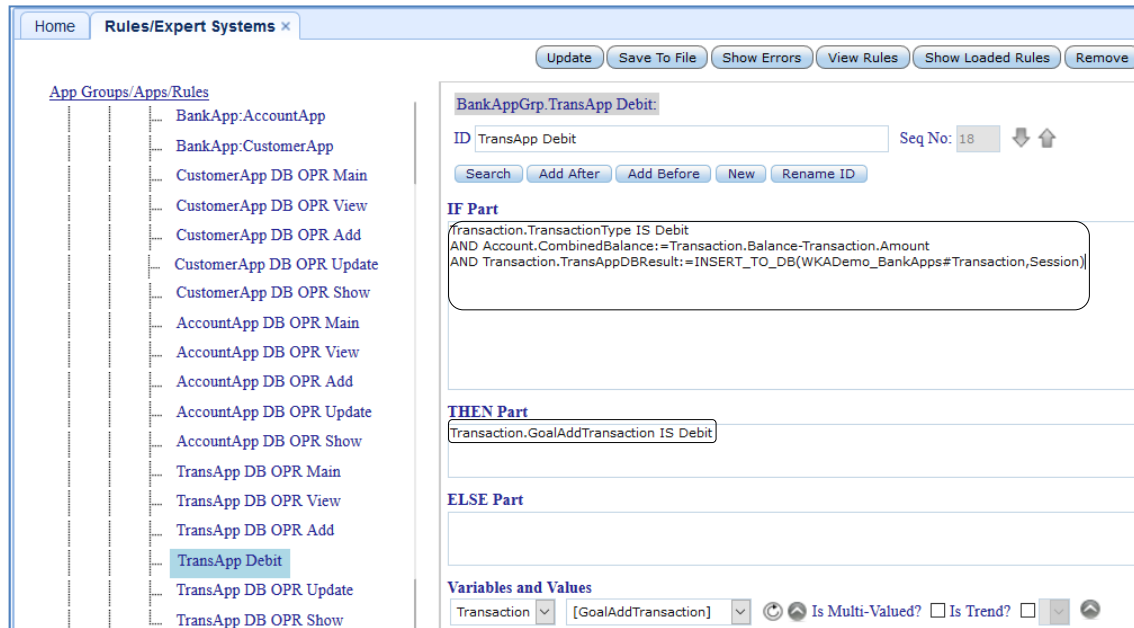 Home Rules/Expert Systems ×
Update Save To File Show Errors View Rules Show Loaded Rules Remove
App Groups/Apps/Rules
BankApp:AccountApp
BankApp:CustomerApp
CustomerApp DB OPR Main
CustomerApp DB OPR View
CustomerApp DB OPR Add
CustomerApp DB OPR Update
CustomerApp DB OPR Show
AccountApp DB OPR Main
AccountApp DB OPR View
AccountApp DB OPR Add
AccountApp DB OPR Update
AccountApp DB OPR Show
TransApp DB OPR Main
TransApp DB OPR View
TransApp DB OPR Add
TransApp Debit
TransApp DB OPR Update
TransApp DB OPR Show
BankAppGrp.TransApp Debit:
ID TransApp Debit Seq No: 18
Search Add After Add Before New Rename ID
IF Part
Transaction.TransactionType IS Debit
AND Account.CombinedBalance:=Transaction.Balance-Transaction.Amount
AND Transaction.TransAppDBResult:=INSERT_TO_DB(WKADemo_BankApps#Transaction,Session)
THEN Part
Transaction.GoalAddTransaction IS Debit
ELSE Part
Variables and Values
Transaction [GoalAddTransaction] Is Multi-Valued? Is Trend?